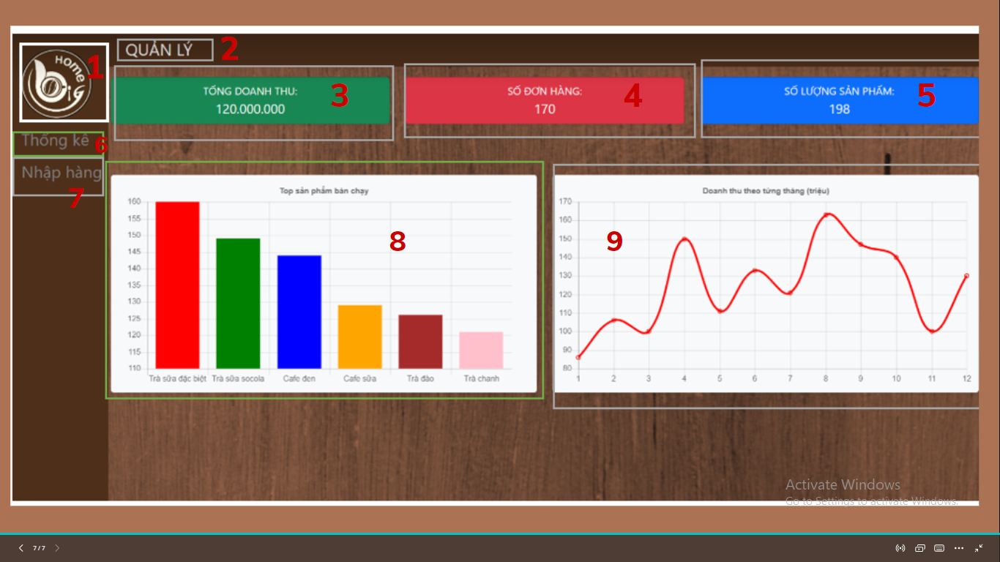 Home
BiG
1
QUẢN LÝ
2
TỔNG DOANH THU:
120.000.000
3
SỐ ĐƠN HÀNG:
170
4
SỐ LƯỢNG SẢN PHẨM:
198
5
Thống kê
6
Nhập hàng
7
Top sản phẩm bán chạy
160
155
150
145
140
135
130
125
120
115
110
Trà sữa đặc biệt Trà sữa socola Cafe đen Cafe sữa Trà đào Trà chanh
8
Doanh thu theo từng tháng (triệu)
170
160
150
140
130
120
110
100
90
80
1 2 3 4 5 6 7 8 9 10 11 12
9
Activate Windows
Go to Settings to activate Windows.
7/7